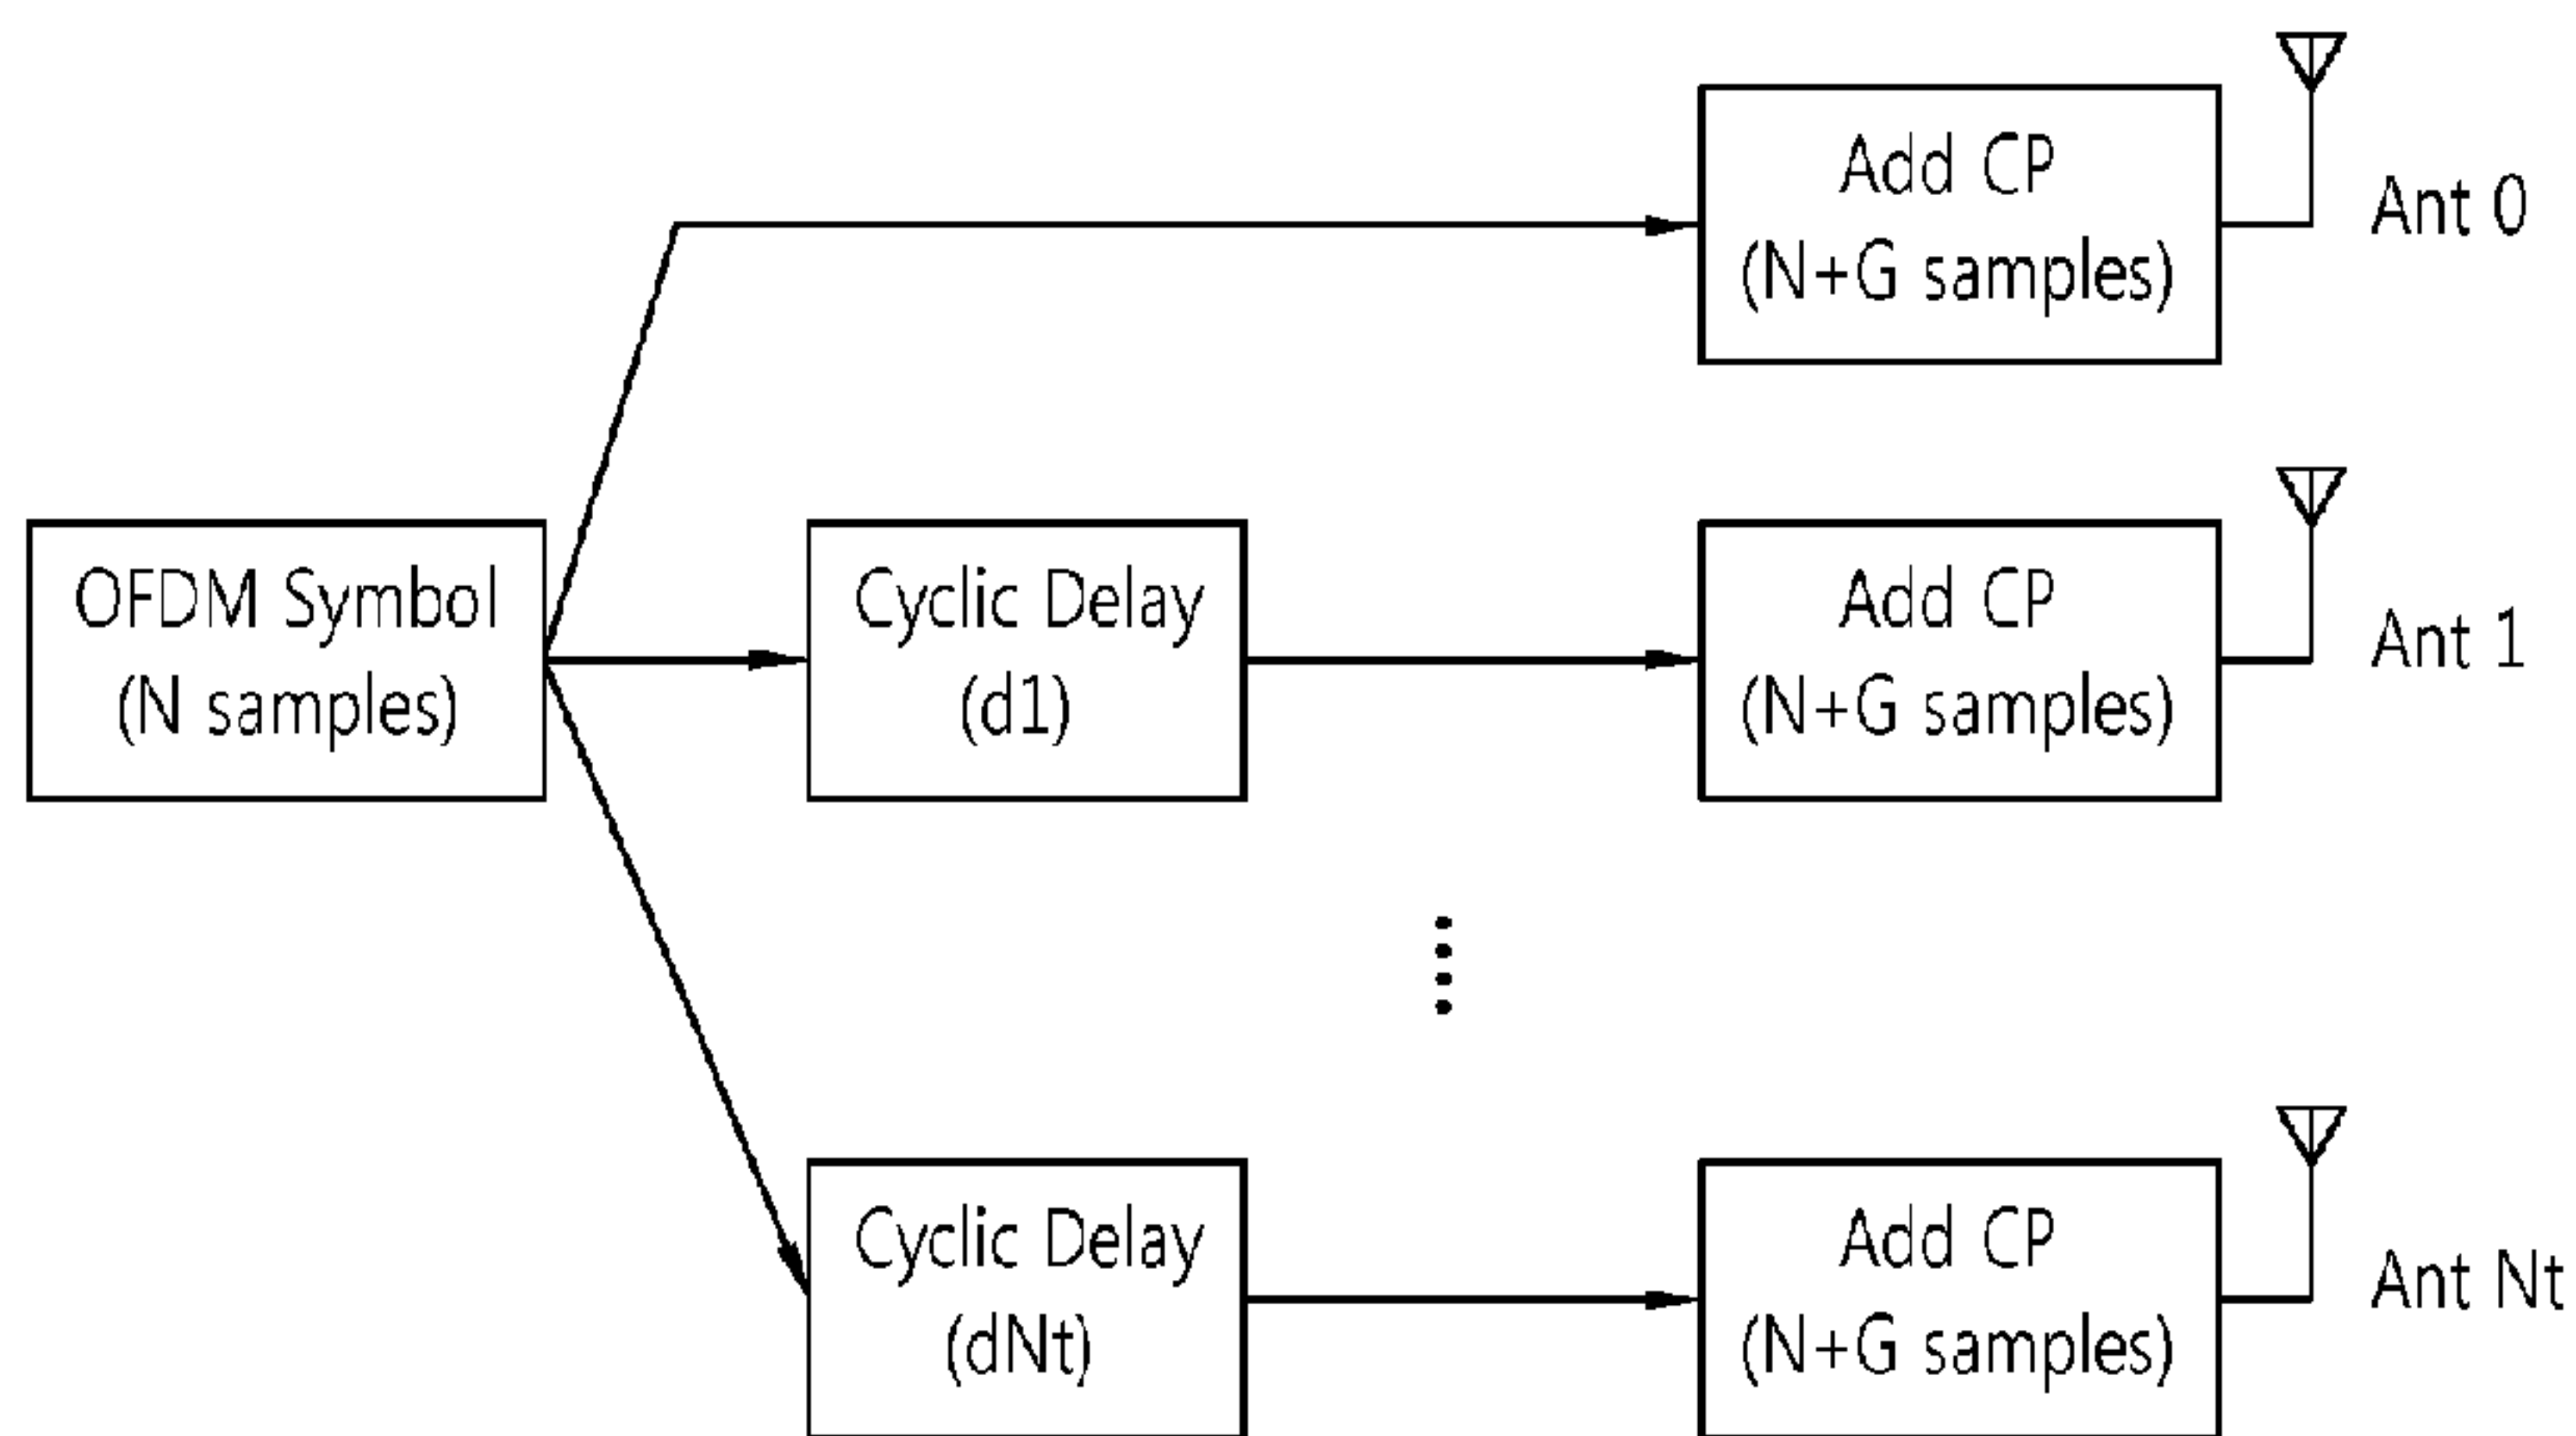 Add CP
(N+G samples)
Ant 0
OFDM Symbol
(N samples)
Cyclic Delay
(d1)
Add CP
(N+G samples)
Ant 1
Cyclic Delay
(dNt)
Add CP
(N+G samples)
Ant Nt